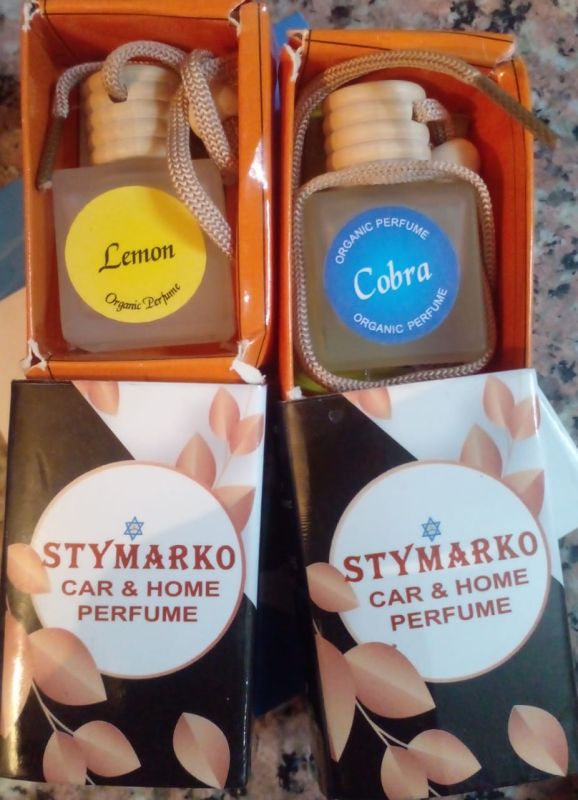 Lemon
Organic Perfume
ORGANIC PERFUME
Cobra
ORGANIC PERFUME
STYMARKO
CAR & HOME
PERFUME
STYMARKO
CAR & HOME
PERFUME